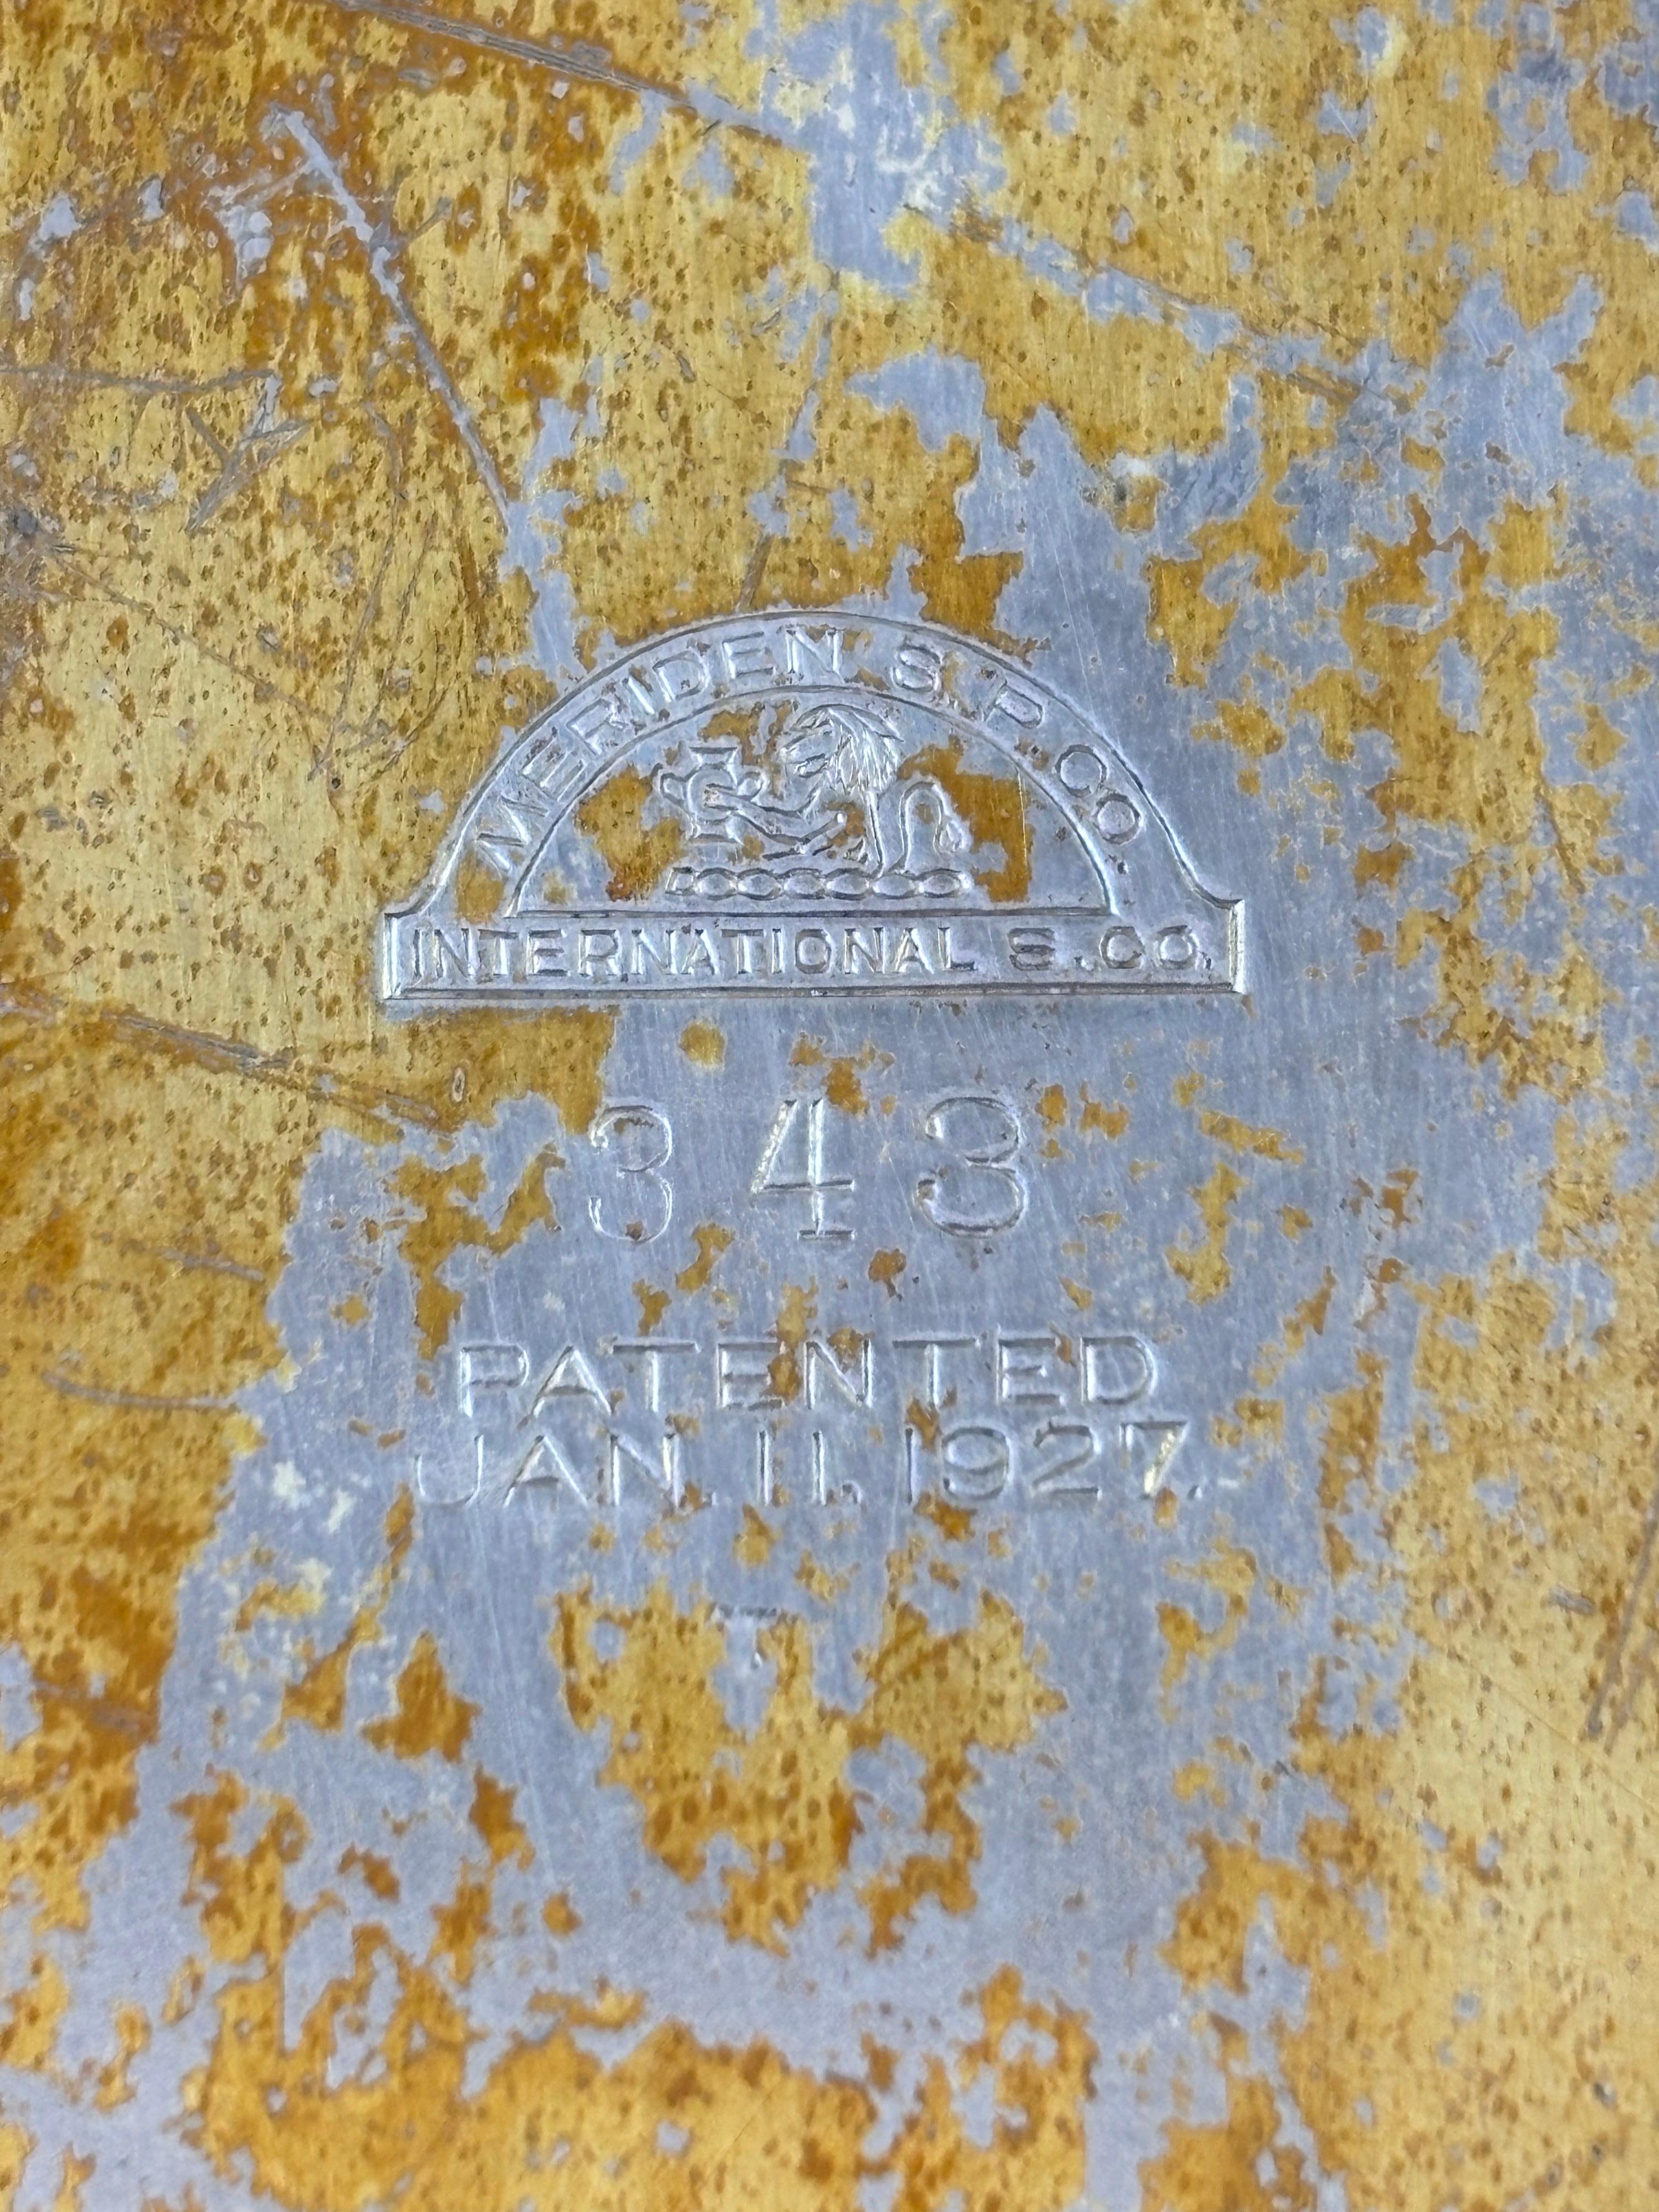 MERIDEN S.P. CO.
INTERNATIONAL S. CO.
343
PATENTED
JAN. 11. 1927.
T